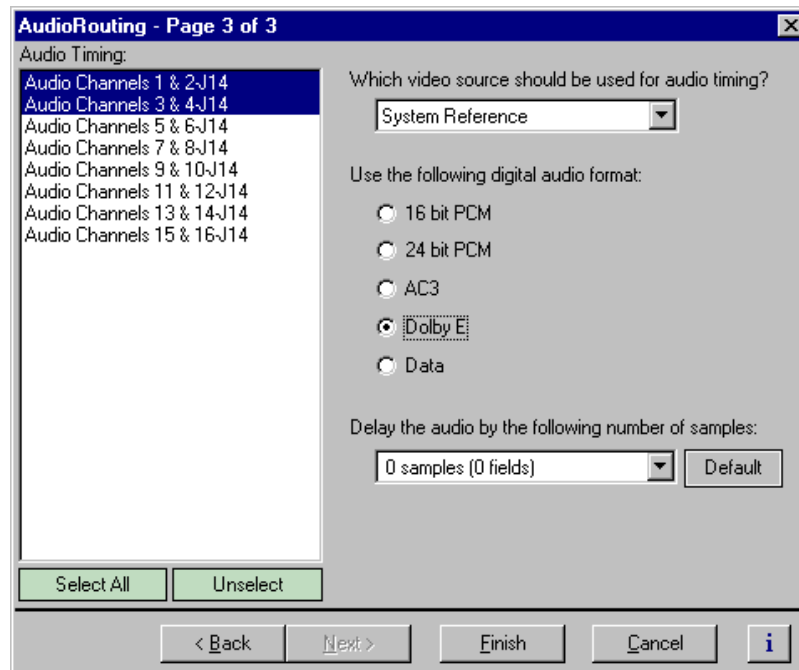 AudioRouting - Page 3 of 3
Audio Timing:
Audio Channels 1 & 2-J14
Audio Channels 3 & 4-J14
Audio Channels 5 & 6-J14
Audio Channels 7 & 8-J14
Audio Channels 9 & 10-J14
Audio Channels 11 & 12-J14
Audio Channels 13 & 14-J14
Audio Channels 15 & 16-J14
Select All
Unselect
Which video source should be used for audio timing?
System Reference
Use the following digital audio format:
16 bit PCM
24 bit PCM
AC3
Dolby E
Data
Delay the audio by the following number of samples:
0 samples (0 fields)
Default
< Back
Next >
Finish
Cancel
i